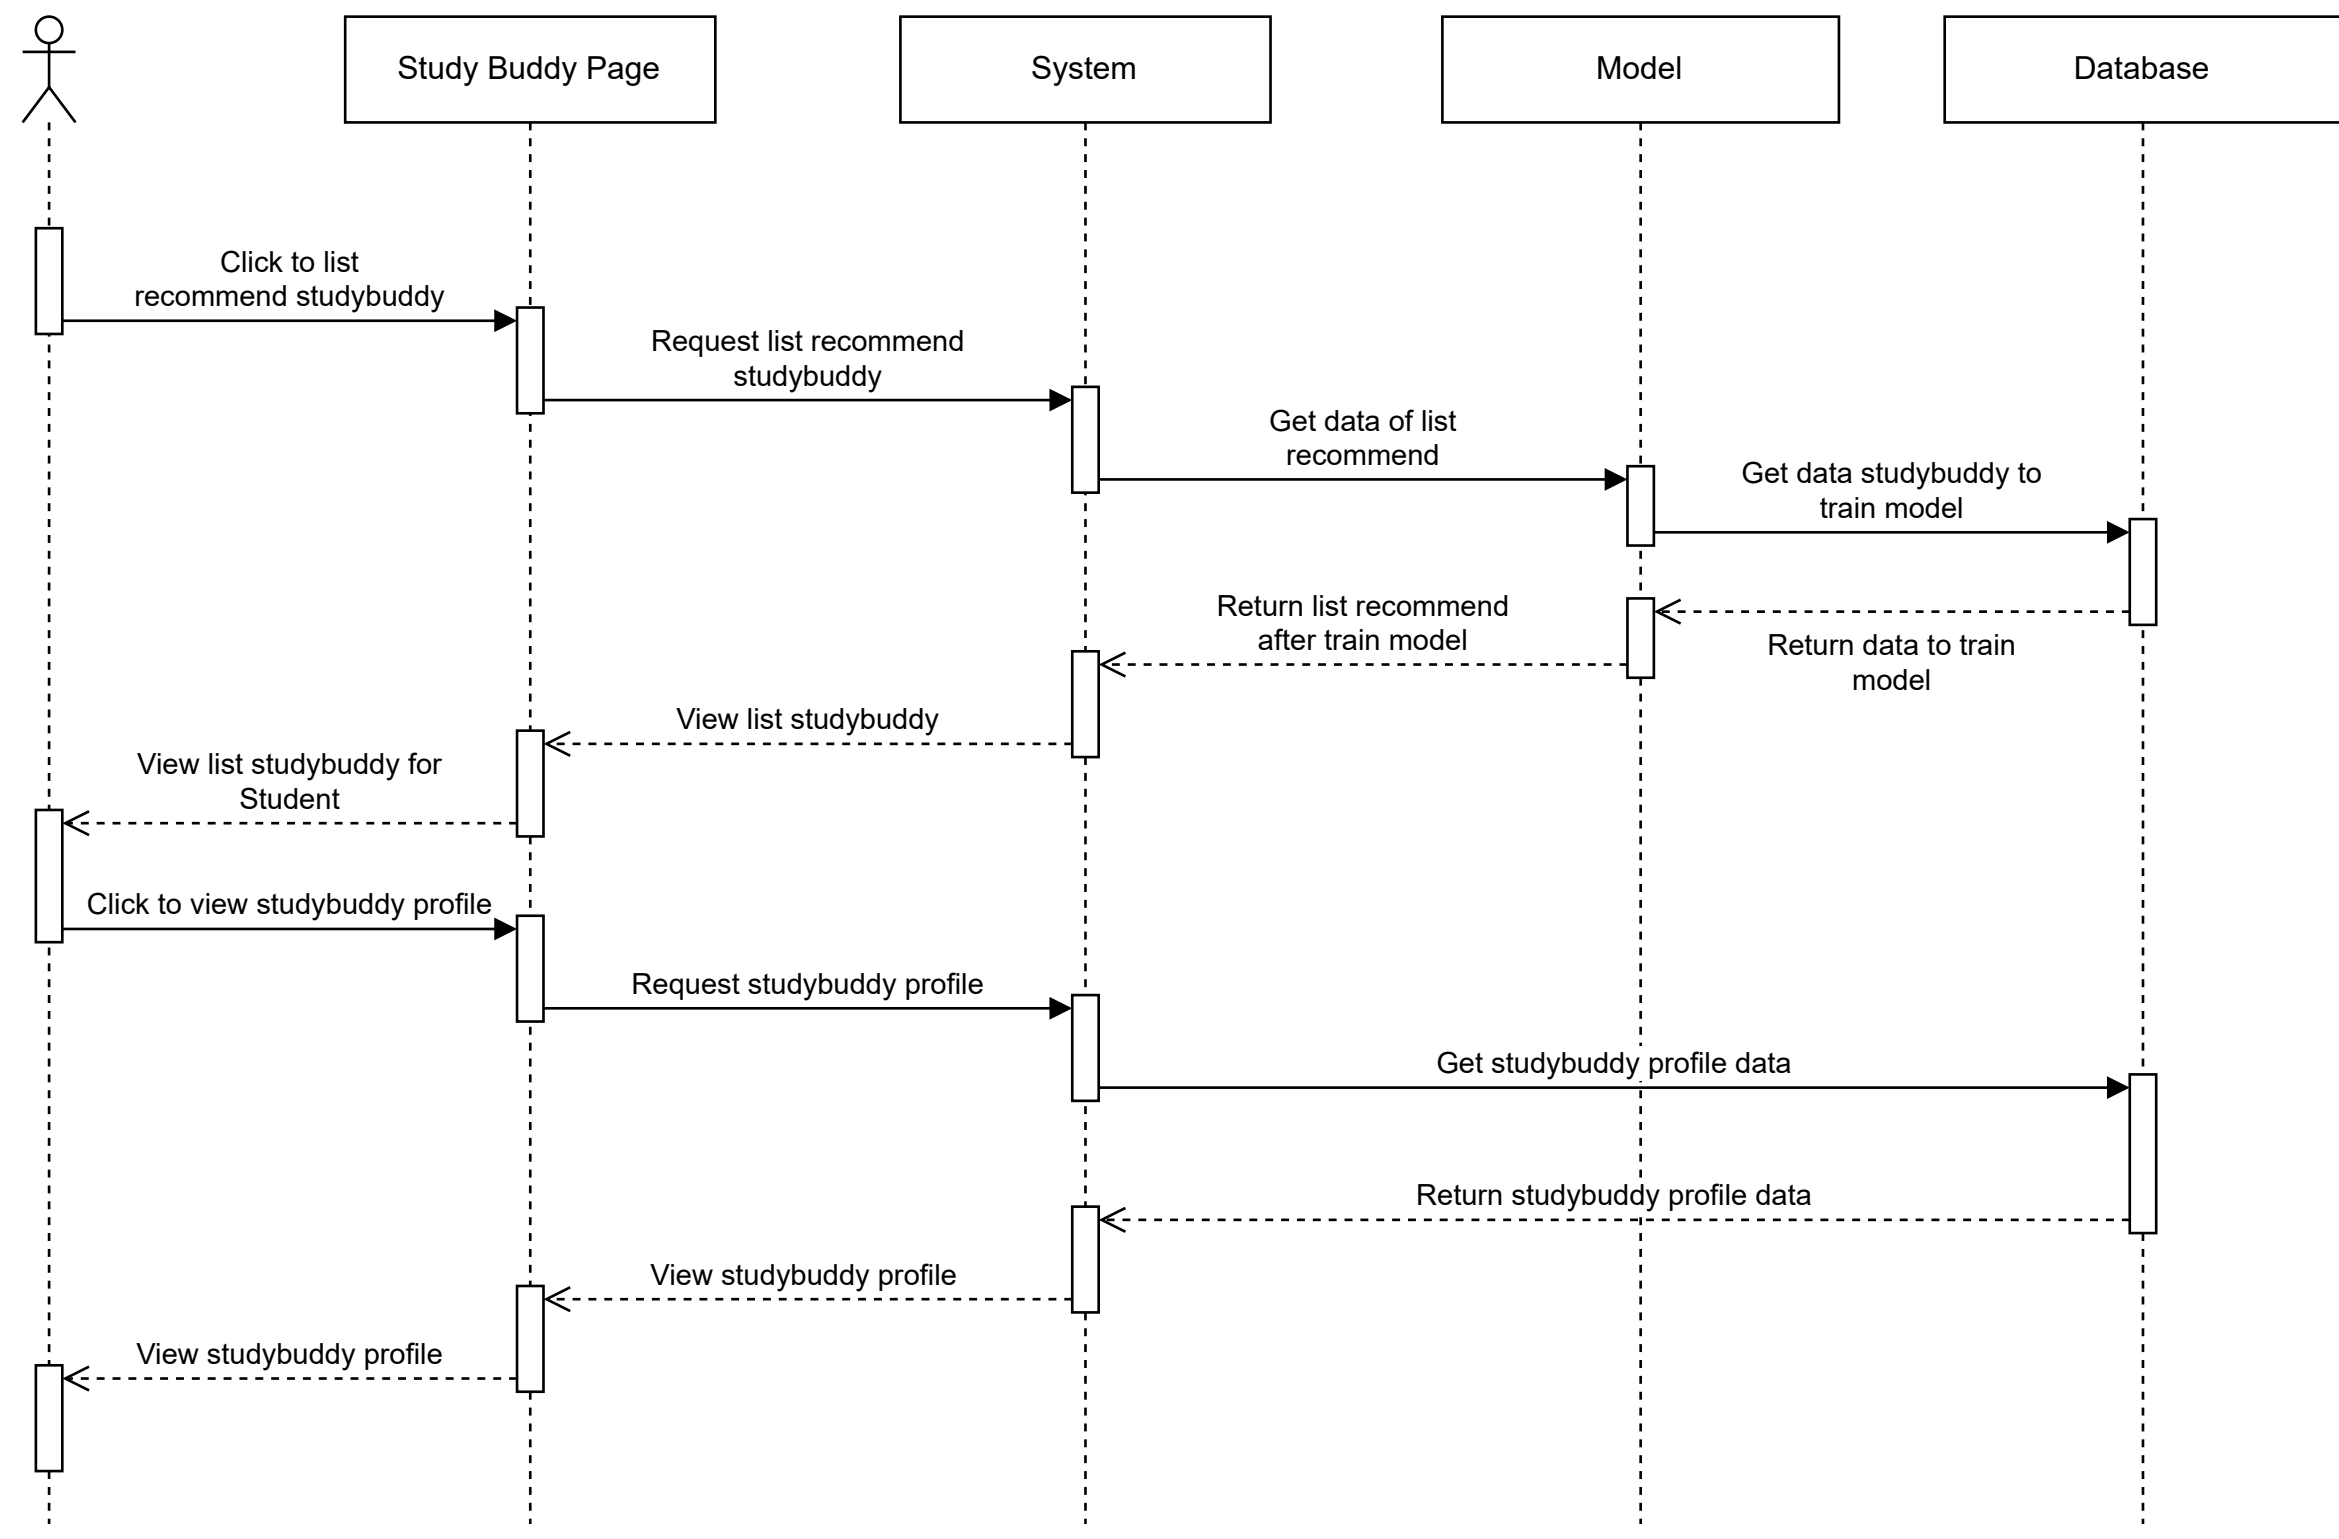 Study Buddy Page
System
Model
Database
Click to list
recommend studybuddy
Request list recommend
studybuddy
Get data of list
recommend
Get data studybuddy to
train model
Return list recommend
after train model
Return data to train
model
View list studybuddy
View list studybuddy for
Student
Click to view studybuddy profile
Request studybuddy profile
Get studybuddy profile data
Return studybuddy profile data
View studybuddy profile
View studybuddy profile